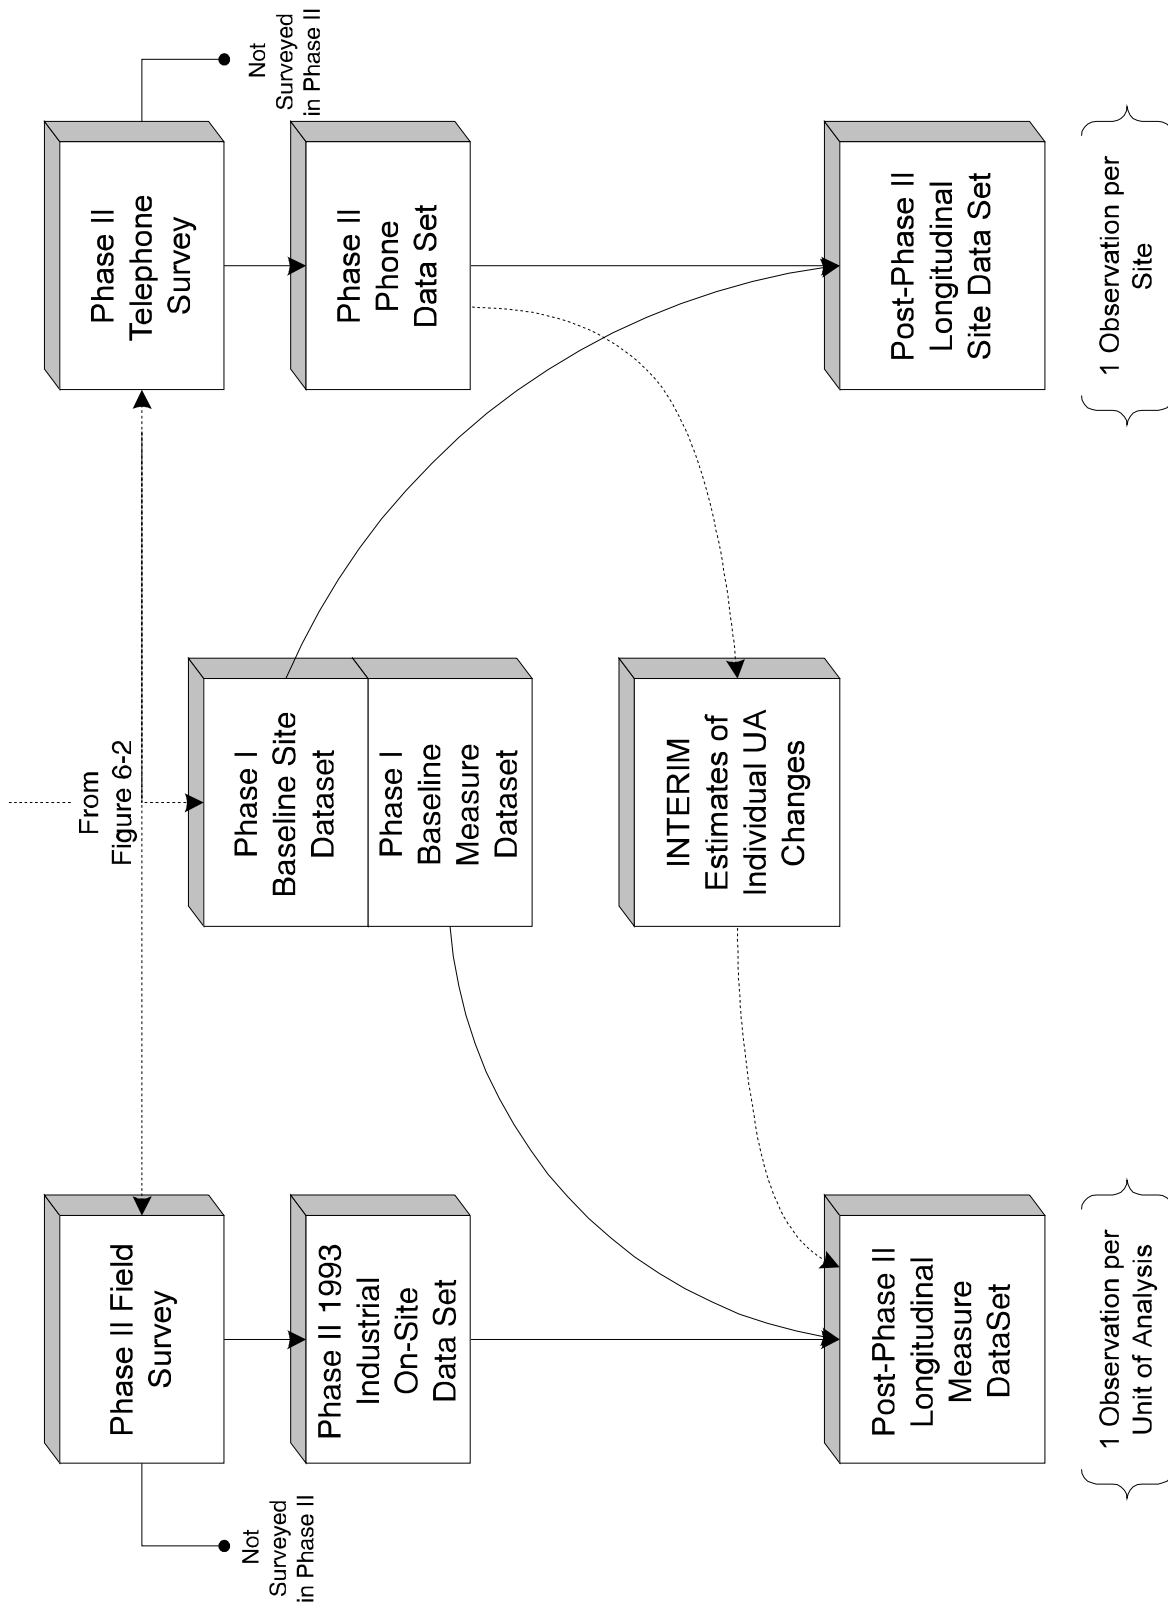 From
Figure 6-2
Phase II Field
Survey
Phase II
Telephone
Survey
Not
Surveyed
in Phase II
Not
Surveyed
in Phase II
Phase I
Baseline Site
Dataset
Phase I
Baseline
Measure
Dataset
Phase II 1993
Industrial
On-Site
Data Set
Phase II
Phone
Data Set
INTERIM
Estimates of
Individual UA
Changes
Post-Phase II
Longitudinal
Measure
DataSet
Post-Phase II
Longitudinal
Site Data Set
1 Observation per
Unit of Analysis
1 Observation per
Site